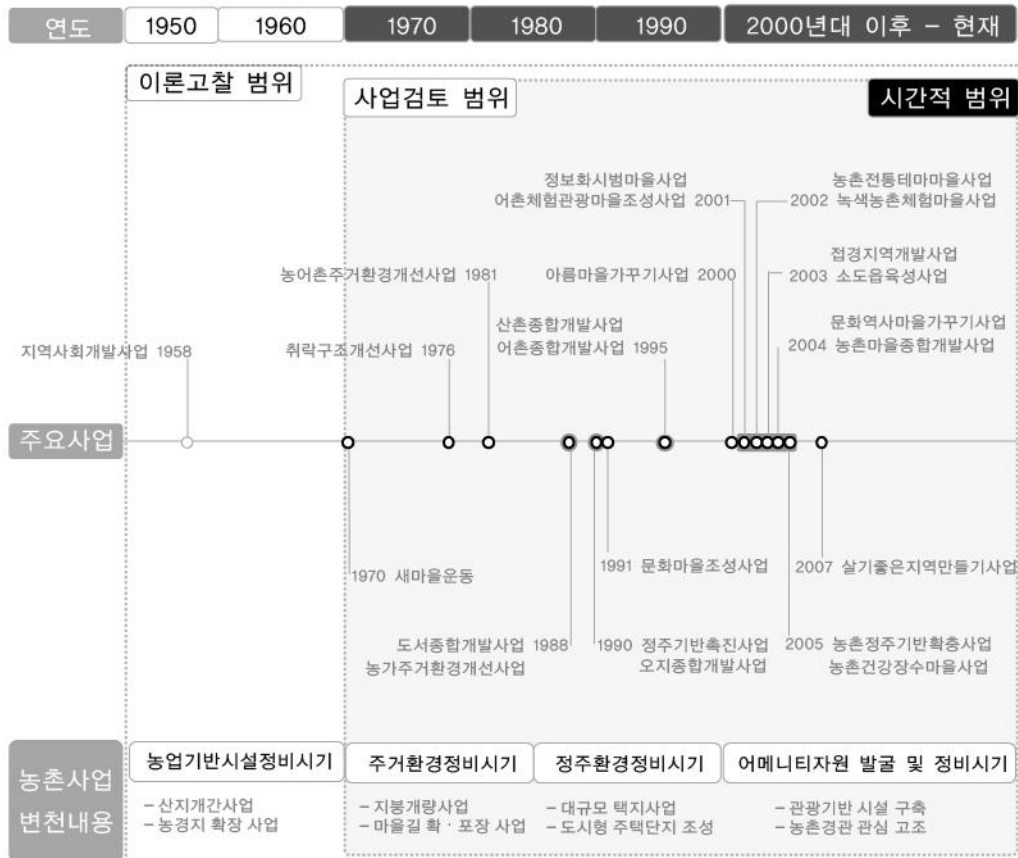 연도
1950
1960
1970
1980
1990
2000년대 이후 – 현재
이론고찰 범위
사업검토 범위
시간적 범위
정보화시범마을사업
어촌체험관광마을조성사업 2001
농촌전통테마마을사업
2002 녹색농촌체험마을사업
농어촌주거환경개선사업 1981
아름마을가꾸기사업 2000
접경지역개발사업
2003 소도읍육성사업
지역사회개발사업 1958
취락구조개선사업 1976
산촌종합개발사업
어촌종합개발사업 1995
문화역사마을가꾸기사업
2004 농촌마을종합개발사업
주요사업
1970 새마을운동
1991 문화마을조성사업
2007 살기좋은지역만들기사업
도서종합개발사업 1988
농가주거환경개선사업
1990 정주기반촉진사업
오지종합개발사업
2005 농촌정주기반확충사업
농촌건강장수마을사업
농촌사업
변천내용
농업기반시설정비시기
– 산지개간사업
– 농경지 확장 사업
주거환경정비시기
– 지붕개량사업
– 마을길 확 · 포장 사업
정주환경정비시기
– 대규모 택지사업
– 도시형 주택단지 조성
어메니티자원 발굴 및 정비시기
– 관광기반 시설 구축
– 농촌경관 관심 고조